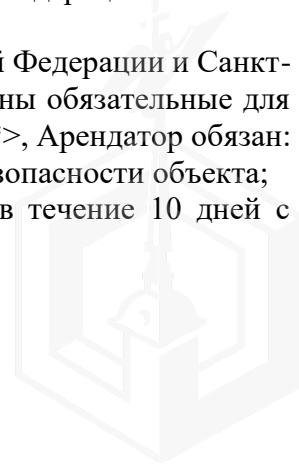 й Федерации и Санкт-
ны обязательные для
>, Арендатор обязан:
зопасности объекта;
в течение 10 дней с